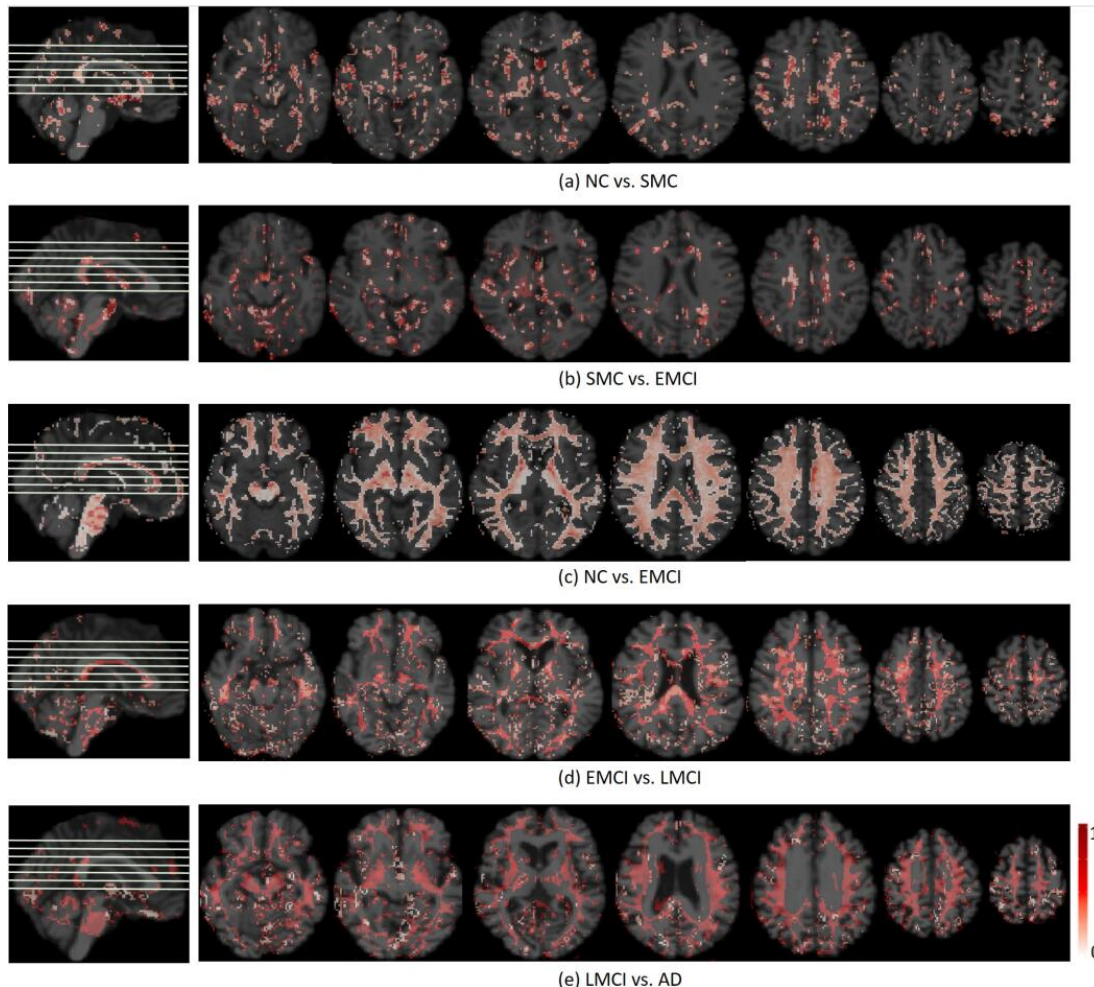 (a) NC vs. SMC
(b) SMC vs. EMCI
(c) NC vs. EMCI
(d) EMCI vs. LMCI
1
0
(e) LMCI vs. AD